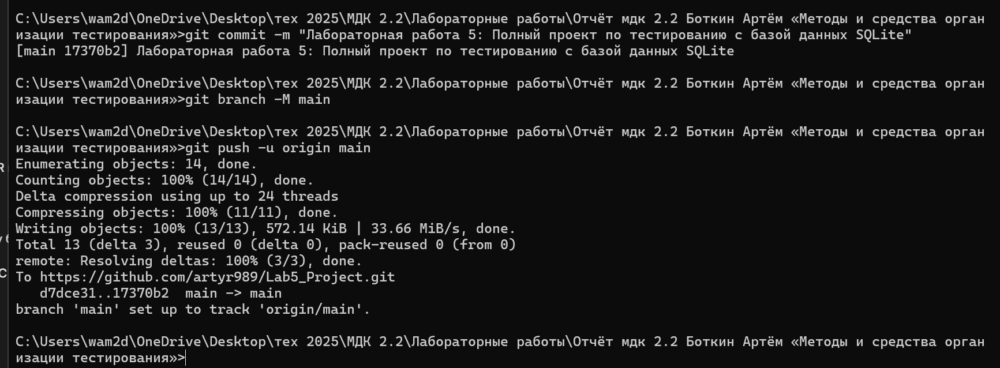 C:\Users\wam2d\OneDrive\Desktop\тех 2025\МДК 2.2\Лабораторные работы\Отчёт мдк 2.2 Боткин Артём «Методы и средства орган
изации тестирования»>git commit -m "Лабораторная работа 5: Полный проект по тестированию с базой данных SQLite"
[main 17370b2] Лабораторная работа 5: Полный проект по тестированию с базой данных SQLite
C:\Users\wam2d\OneDrive\Desktop\тех 2025\МДК 2.2\Лабораторные работы\Отчёт мдк 2.2 Боткин Артём «Методы и средства орган
изации тестирования»>git branch -M main
C:\Users\wam2d\OneDrive\Desktop\тех 2025\МДК 2.2\Лабораторные работы\Отчёт мдк 2.2 Боткин Артём «Методы и средства орган
изации тестирования»>git push -u origin main
Enumerating objects: 14, done.
Counting objects: 100% (14/14), done.
Delta compression using up to 24 threads
Compressing objects: 100% (11/11), done.
Writing objects: 100% (13/13), 572.14 KiB | 33.66 MiB/s, done.
Total 13 (delta 3), reused 0 (delta 0), pack-reused 0 (from 0)
remote: Resolving deltas: 100% (3/3), done.
To https://github.com/artyr989/Lab5_Project.git
   d7dce31..17370b2  main -> main
branch 'main' set up to track 'origin/main'.
C:\Users\wam2d\OneDrive\Desktop\тех 2025\МДК 2.2\Лабораторные работы\Отчёт мдк 2.2 Боткин Артём «Методы и средства орган
изации тестирования»>